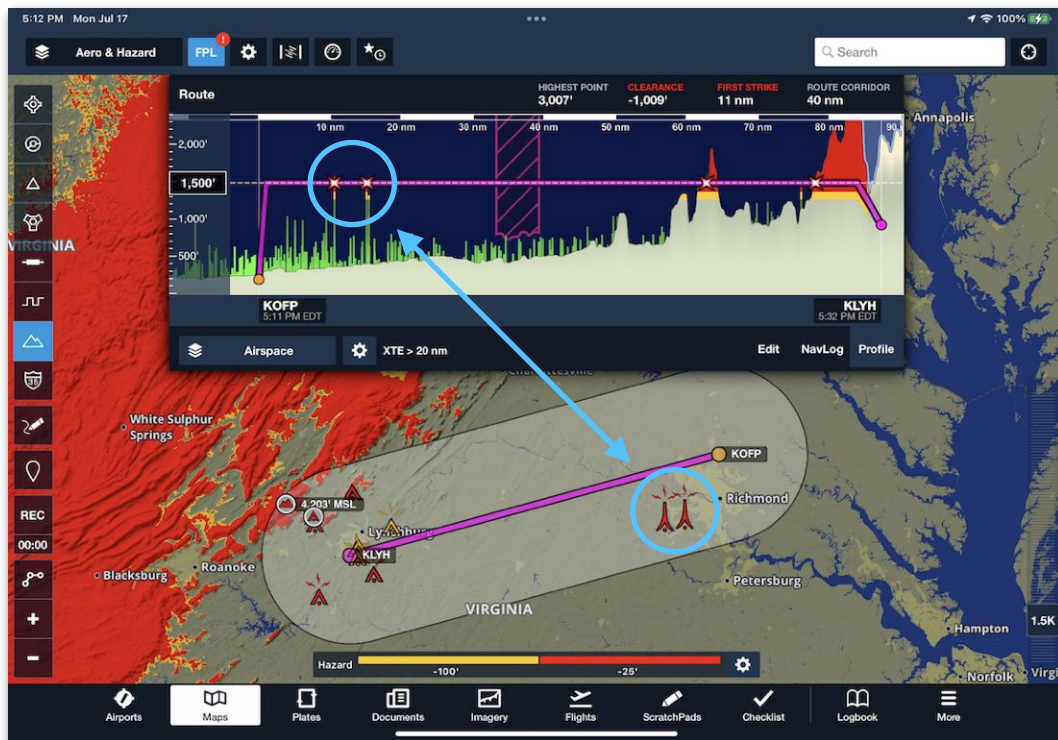 5:12 PM Mon Jul 17
100%
Aero & Hazard
FPL
!
Search
Route
HIGHEST POINT
3,007'
CLEARANCE
-1,009'
FIRST STRIKE
11 nm
ROUTE CORRIDOR
40 nm
10 nm 20 nm 30 nm 40 nm 50 nm 60 nm 70 nm 80 nm 90
2,000'
1,500'
1,000'
500'
KOFP
5:11 PM EDT
KLYH
5:32 PM EDT
Airspace
XTE > 20 nm
Edit
NavLog
Profile
Annapolis
VIRGINIA
35
White Sulphur
Springs
4,203' MSL
KOFP
Richmond
KLYH
Roanoke
Blacksburg
Petersburg
VIRGINIA
Hampton
Norfolk
1.5K
REC
00:00
+
-
Hazard
-100'
-25'
Airports
Maps
Plates
Documents
Imagery
Flights
ScratchPads
Checklist
Logbook
More